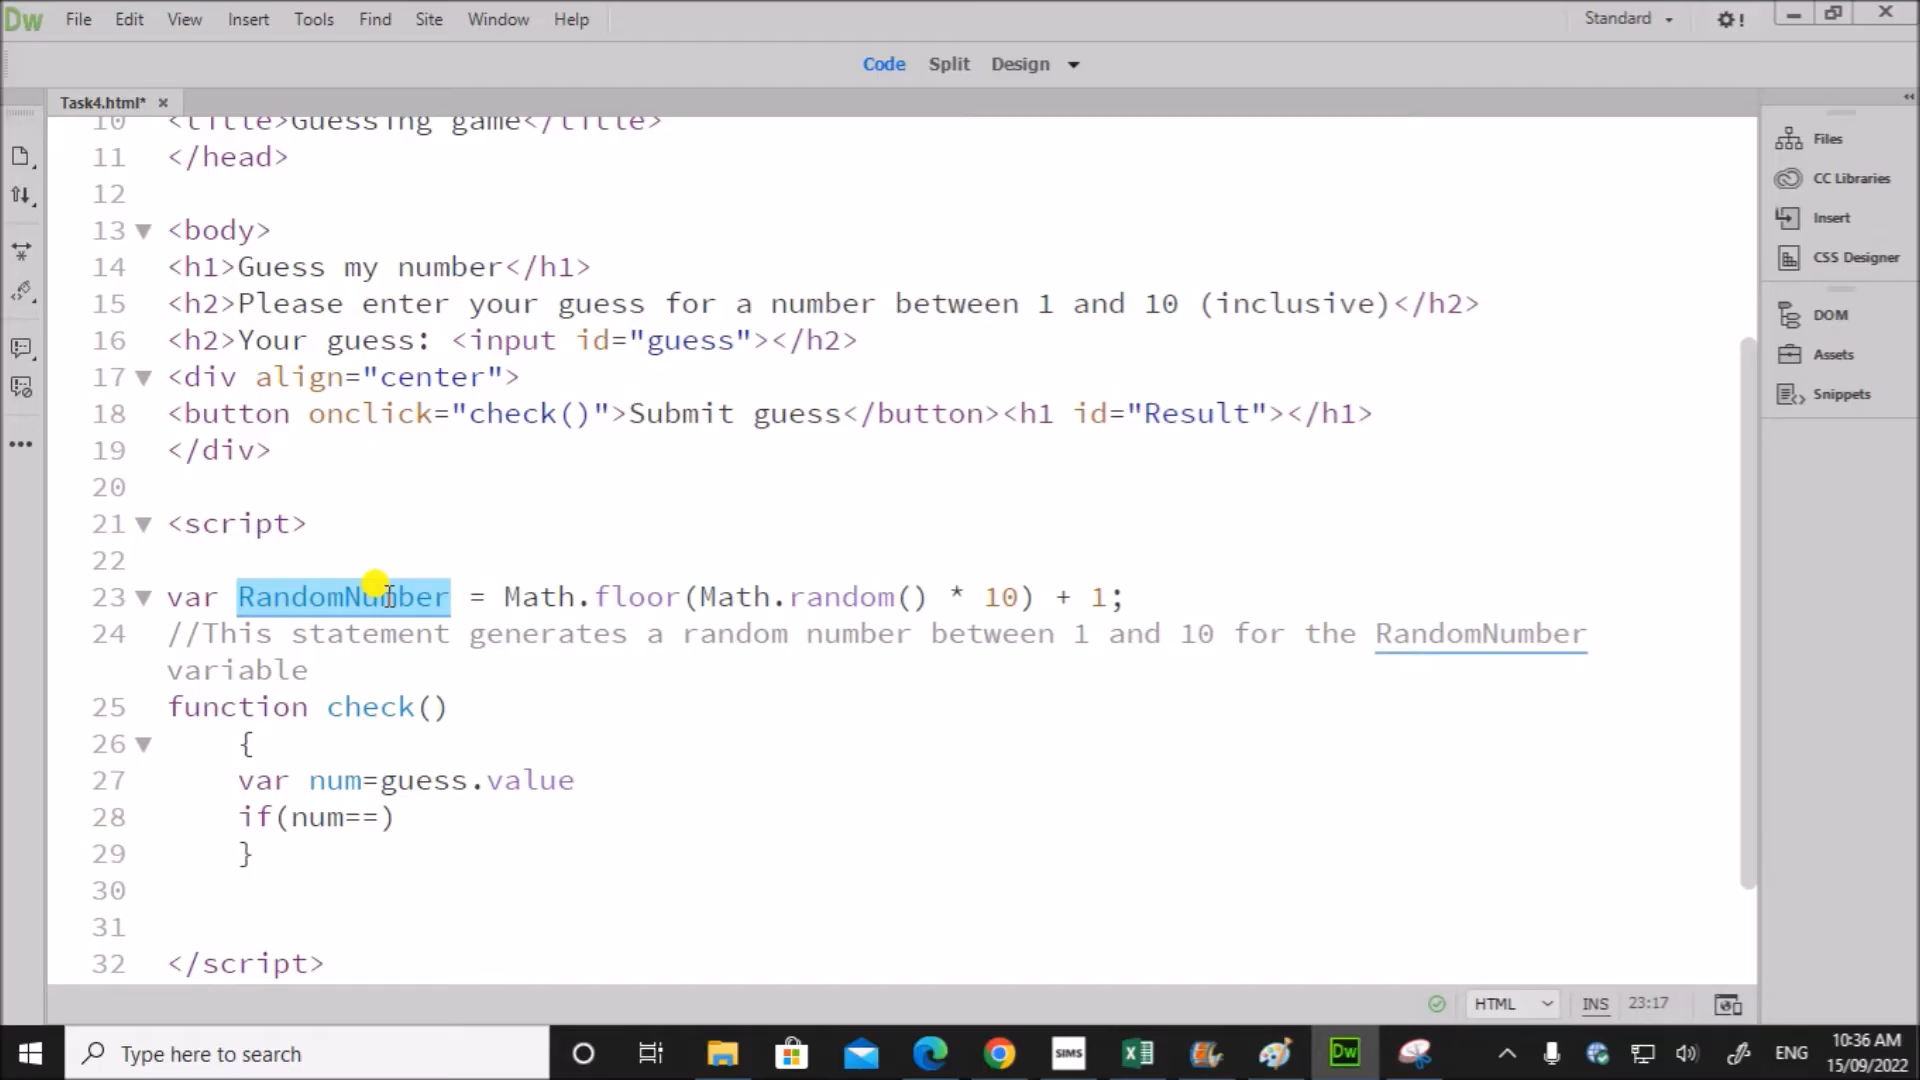 Dw File Edit View Insert Tools Find Site Window Help Standard
Code Split Design
Task4.html*
10 <title>Guessing game</title>
11 </head>
12
13 <body>
14 <h1>Guess my number</h1>
15 <h2>Please enter your guess for a number between 1 and 10 (inclusive)</h2>
16 <h2>Your guess: <input id="guess"></h2>
17 <div align="center">
18 <button onclick="check()">Submit guess</button><h1 id="Result"></h1>
19 </div>
20
21 <script>
22
23 var RandomNumber = Math.floor(Math.random() * 10) + 1;
24 //This statement generates a random number between 1 and 10 for the RandomNumber
variable
25 function check()
26 {
27 var num=guess.value
28 if(num==)
29 }
30
31
32 </script>
Files
CC Libraries
Insert
CSS Designer
DOM
Assets
Snippets
HTML INS 23:17
Type here to search
SIMS
Dw
ENG
10:36 AM
15/09/2022